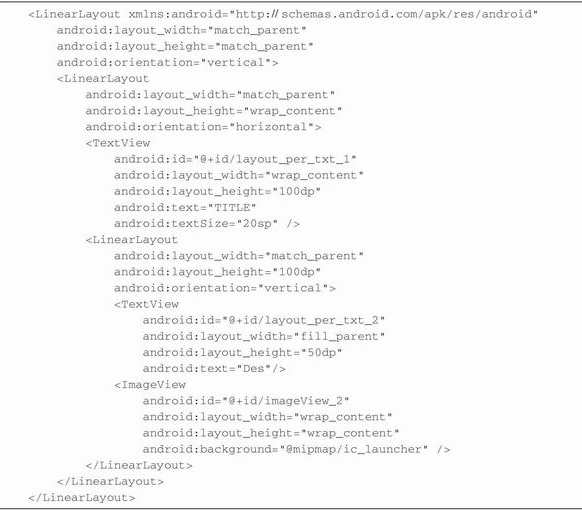 <LinearLayout xmlns:android="http://schemas.android.com/apk/res/android"
    android:layout_width="match_parent"
    android:layout_height="match_parent"
    android:orientation="vertical">
    <LinearLayout
        android:layout_width="match_parent"
        android:layout_height="wrap_content"
        android:orientation="horizontal">
        <TextView
            android:id="@+id/layout_per_txt_1"
            android:layout_width="wrap_content"
            android:layout_height="100dp"
            android:text="TITLE"
            android:textSize="20sp" />
        <LinearLayout
            android:layout_width="match_parent"
            android:layout_height="100dp"
            android:orientation="vertical">
            <TextView
                android:id="@+id/layout_per_txt_2"
                android:layout_width="fill_parent"
                android:layout_height="50dp"
                android:text="Des"/>
            <ImageView
                android:id="@+id/imageView_2"
                android:layout_width="wrap_content"
                android:layout_height="wrap_content"
                android:background="@mipmap/ic_launcher" />
        </LinearLayout>
    </LinearLayout>
</LinearLayout>